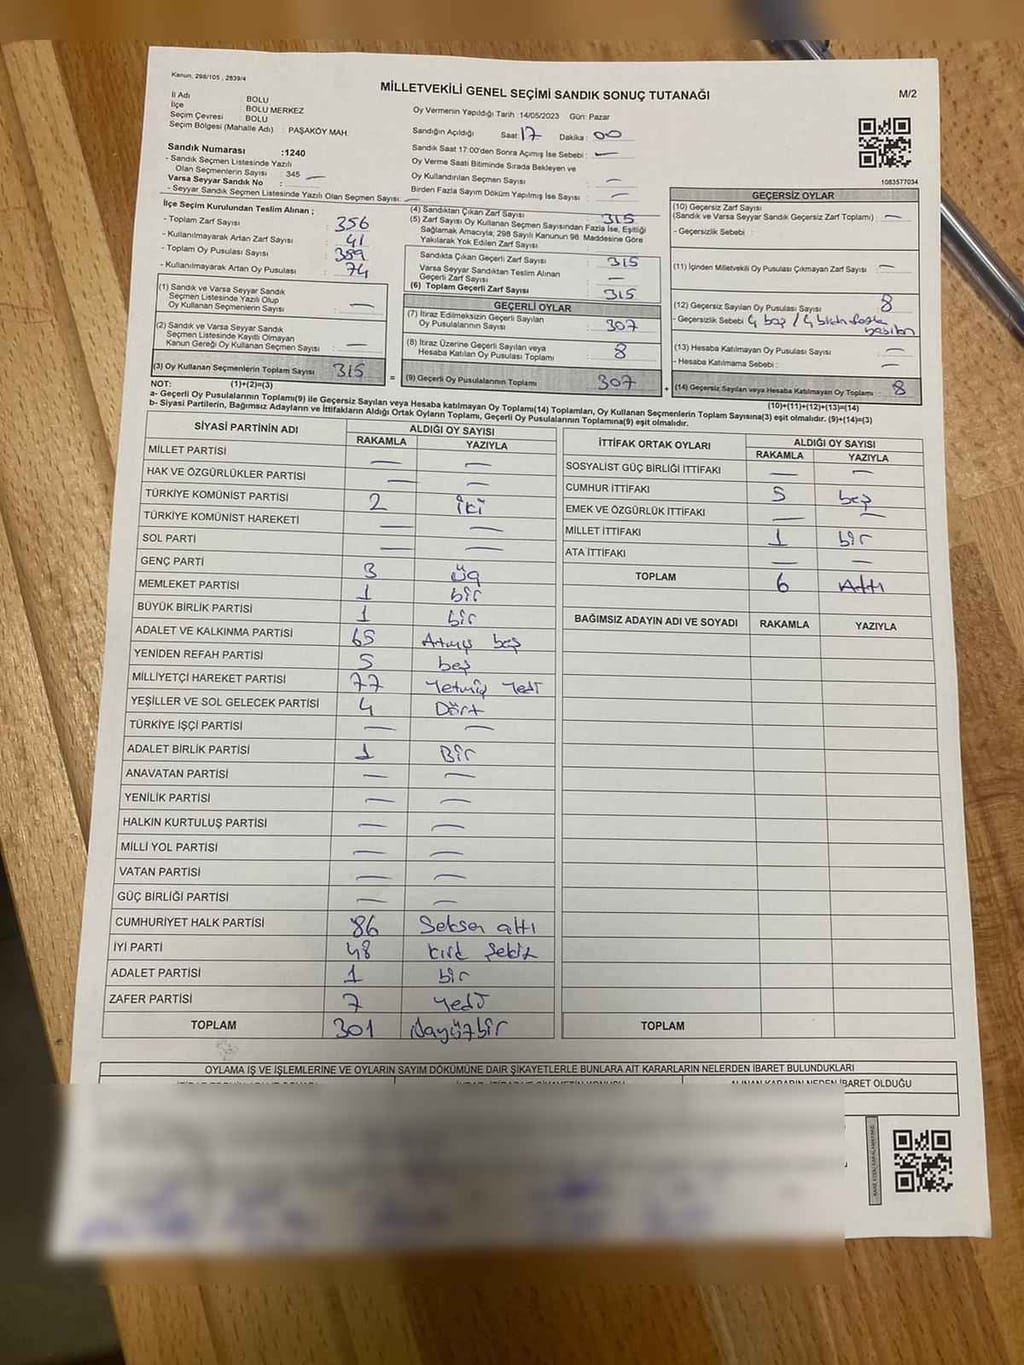 Kanun: 298/105 , 2839/4
MİLLETVEKİLİ GENEL SEÇİMİ SANDIK SONUÇ TUTANAĞI
M/2
İl Adı BOLU
İlçe BOLU MERKEZ
Seçim Çevresi BOLU
Seçim Bölgesi (Mahalle Adı) : PAŞAKÖY MAH.
Sandık Numarası :1240
- Sandık Seçmen Listesinde Yazılı
Olan Seçmenlerin Sayısı : 345 —
Varsa Seyyar Sandık No :
- Seyyar Sandık Seçmen Listesinde Yazılı Olan Seçmen Sayısı: —
Oy Vermenin Yapıldığı Tarih :14/05/2023 Gün: Pazar
Sandığın Açıldığı Saat: 17 Dakika : 00
Sandık Saat 17:00'den Sonra Açımış İse Sebebi : —
Oy Verme Saati Bitiminde Sırada Bekleyen ve
Oy Kullandırılan Seçmen Sayısı : —
Birden Fazla Sayım Döküm Yapılmış İse Sayısı : —
1083577034
İlçe Seçim Kurulundan Teslim Alınan ;
- Toplam Zarf Sayısı : 356
- Kullanılmayarak Artan Zarf Sayısı : 41
- Toplam Oy Pusulası Sayısı : 389
- Kullanılmayarak Artan Oy Pusulası : 74
(1) Sandık ve Varsa Seyyar Sandık
Seçmen Listesinde Yazılı Olup
Oy Kullanan Seçmenlerin Sayısı : —
(2) Sandık ve Varsa Seyyar Sandık
Seçmen Listesinde Kayıtlı Olmayan
Kanun Gereği Oy Kullanan Seçmen Sayısı : —
(3) Oy Kullanan Seçmenlerin Toplam Sayısı 315
(4) Sandıktan Çıkan Zarf Sayısı : 315
(5) Zarf Sayısı Oy Kullanan Seçmen Sayısından Fazla İse, Eşitliği
Sağlamak Amacıyla; 298 Sayılı Kanunun 98. Maddesine Göre
Yakılarak Yok Edilen Zarf Sayısı :
Sandıkta Çıkan Geçerli Zarf Sayısı : 315
Varsa Seyyar Sandıktan Teslim Alınan
Geçerli Zarf Sayısı : —
(6) Toplam Geçerli Zarf Sayısı : 315
GEÇERLİ OYLAR
(7) İtiraz Edilmeksizin Geçerli Sayılan
Oy Pusulalarının Sayısı : 307
(8) İtiraz Üzerine Geçerli Sayılan veya
Hesaba Katılan Oy Pusulaları Toplamı : 8
= (9) Geçerli Oy Pusulalarının Toplamı : 307
GEÇERSİZ OYLAR
(10) Geçersiz Zarf Sayısı
(Sandık ve Varsa Seyyar Sandık Geçersiz Zarf Toplamı) : —
- Geçersizlik Sebebi :
(11) İçinden Milletvekili Oy Pusulası Çıkmayan Zarf Sayısı : —
(12) Geçersiz Sayılan Oy Pusulası Sayısı : 8
- Geçersizlik Sebebi : 4 boş / 4 birden fazla
(13) Hesaba Katılmayan Oy Pusulası Sayısı : —
- Hesaba Katılmama Sebebi : —
+ (14) Geçersiz Sayılan veya Hesaba Katılmayan Oy Toplamı : 8
NOT: (1)+(2)=(3) (10)+(11)+(12)+(13)=(14)
a- Geçerli Oy Pusulalarının Toplamı(9) ile Geçersiz Sayılan veya Hesaba katılmayan Oy Toplamı(14) Toplamları, Oy Kullanan Seçmenlerin Toplam Sayısına(3) eşit olmalıdır. (9)+(14)=(3)
b- Siyasi Partilerin, Bağımsız Adayların ve İttifakların Aldığı Ortak Oyların Toplamı, Geçerli Oy Pusulalarının Toplamına(9) eşit olmalıdır.
SİYASİ PARTİNİN ADI ALDIĞI OY SAYISI
RAKAMLA YAZIYLA
MİLLET PARTİSİ — —
HAK VE ÖZGÜRLÜKLER PARTİSİ — —
TÜRKİYE KOMÜNİST PARTİSİ 2 iki
TÜRKİYE KOMÜNİST HAREKETİ — —
SOL PARTİ — —
GENÇ PARTİ 3 üç
MEMLEKET PARTİSİ 1 bir
BÜYÜK BİRLİK PARTİSİ 1 bir
ADALET VE KALKINMA PARTİSİ 65 Atmış beş
YENİDEN REFAH PARTİSİ 5 beş
MİLLİYETÇİ HAREKET PARTİSİ 77 Yetmiş Yedi
YEŞİLLER VE SOL GELECEK PARTİSİ 4 Dört
TÜRKİYE İŞÇİ PARTİSİ — —
ADALET BİRLİK PARTİSİ 1 Bir
ANAVATAN PARTİSİ — —
YENİLİK PARTİSİ — —
HALKIN KURTULUŞ PARTİSİ — —
MİLLİ YOL PARTİSİ — —
VATAN PARTİSİ — —
GÜÇ BİRLİĞİ PARTİSİ — —
CUMHURİYET HALK PARTİSİ 86 Seksen altı
İYİ PARTİ 48 kırk sekiz
ADALET PARTİSİ 1 bir
ZAFER PARTİSİ 7 yedi
TOPLAM 301
İTTİFAK ORTAK OYLARI ALDIĞI OY SAYISI
RAKAMLA YAZIYLA
SOSYALİST GÜÇ BİRLİĞİ İTTİFAKI — —
CUMHUR İTTİFAKI 5 beş
EMEK VE ÖZGÜRLÜK İTTİFAKI — —
MİLLET İTTİFAKI 1 bir
ATA İTTİFAKI — —
TOPLAM 6 Altı
BAĞIMSIZ ADAYIN ADI VE SOYADI RAKAMLA YAZIYLA
TOPLAM
OYLAMA İŞ VE İŞLEMLERİNE VE OYLARIN SAYIM DÖKÜMÜNE DAİR ŞİKAYETLERLE BUNLARA AİT KARARLARIN NELERDEN İBARET BULUNDUKLARI
ALINAN KARARIN NEDEN İBARET OLDUĞU